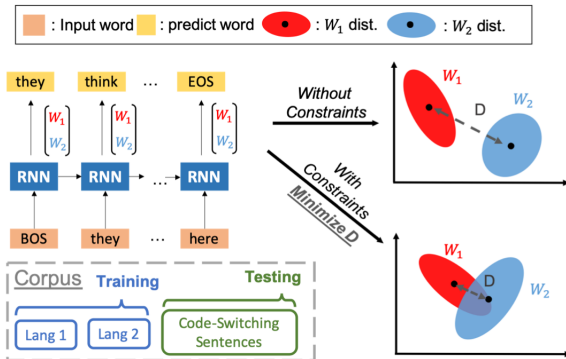 : Input word : predict word : W₁ dist. : W₂ dist.
they think ... EOS
W₁ W₁ W₁
W₂ W₂ W₂
RNN RNN ... RNN
BOS they ... here
Without
Constraints
With
Constraints
Minimize D
W₁
D
W₂
W₁
D
W₂
Corpus
Training
Testing
Lang 1 Lang 2
Code-Switching
Sentences